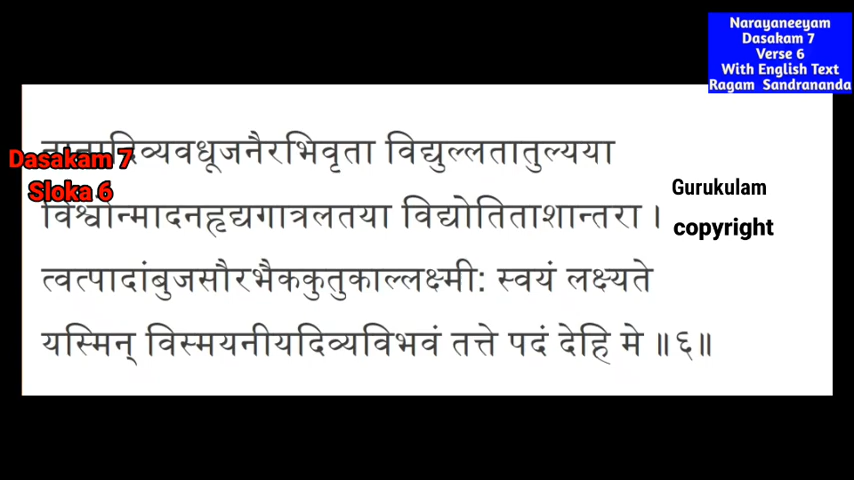 Narayaneeyam
Dasakam 7
Verse 6
With English Text
Ragam Sandrananda
नानादिव्यवधूजनैरभिवृता विद्युल्लतातुल्यया
Dasakam 7
Sloka 6
विश्वोन्मादनहृद्यगात्रलतया विद्योतिताशान्तरा ।
Gurukulam
copyright
त्वत्पादांबुजसौरभैककुतुकाल्लक्ष्मी: स्वयं लक्ष्यते
यस्मिन् विस्मयनीयदिव्यविभवं तत्ते पदं देहि मे ॥६॥